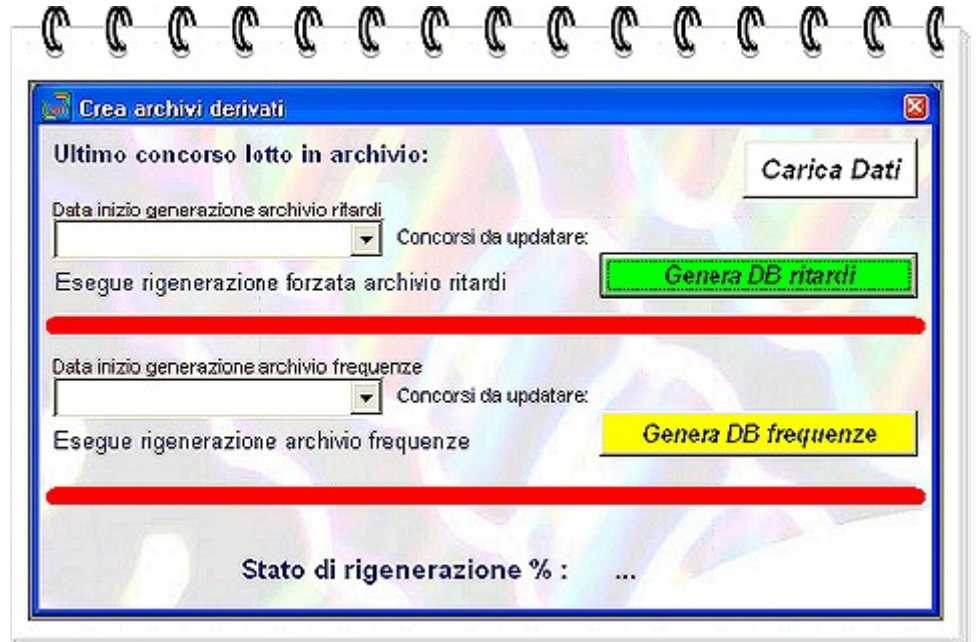 Crea archivi derivati
Ultimo concorso lotto in archivio:
Carica Dati
Data inizio generazione archivio ritardi
Concorsi da updatare:
Esegue rigenerazione forzata archivio ritardi
Genera DB ritardi
Data inizio generazione archivio frequenze
Concorsi da updatare:
Esegue rigenerazione archivio frequenze
Genera DB frequenze
Stato di rigenerazione % : ...